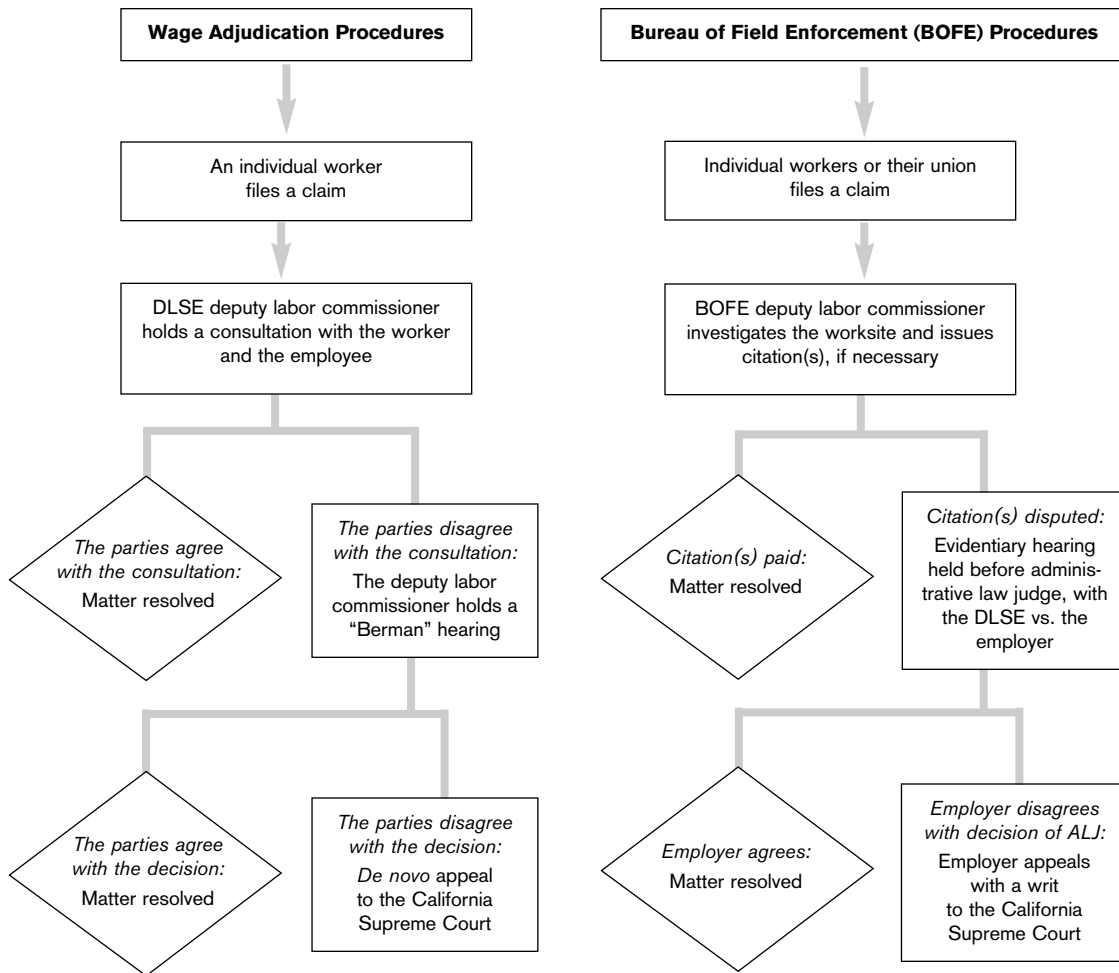 Wage Adjudication Procedures
An individual worker
files a claim
DLSE deputy labor commissioner
holds a consultation with the worker
and the employee
The parties agree
with the consultation:
Matter resolved
The parties disagree
with the consultation:
The deputy labor
commissioner holds a
“Berman” hearing
The parties agree
with the decision:
Matter resolved
The parties disagree
with the decision:
De novo appeal
to the California
Supreme Court
Bureau of Field Enforcement (BOFE) Procedures
Individual workers or their union
files a claim
BOFE deputy labor commissioner
investigates the worksite and issues
citation(s), if necessary
Citation(s) paid:
Matter resolved
Citation(s) disputed:
Evidentiary hearing
held before adminis-
trative law judge, with
the DLSE vs. the
employer
Employer agrees:
Matter resolved
Employer disagrees
with decision of ALJ:
Employer appeals
with a writ
to the California
Supreme Court